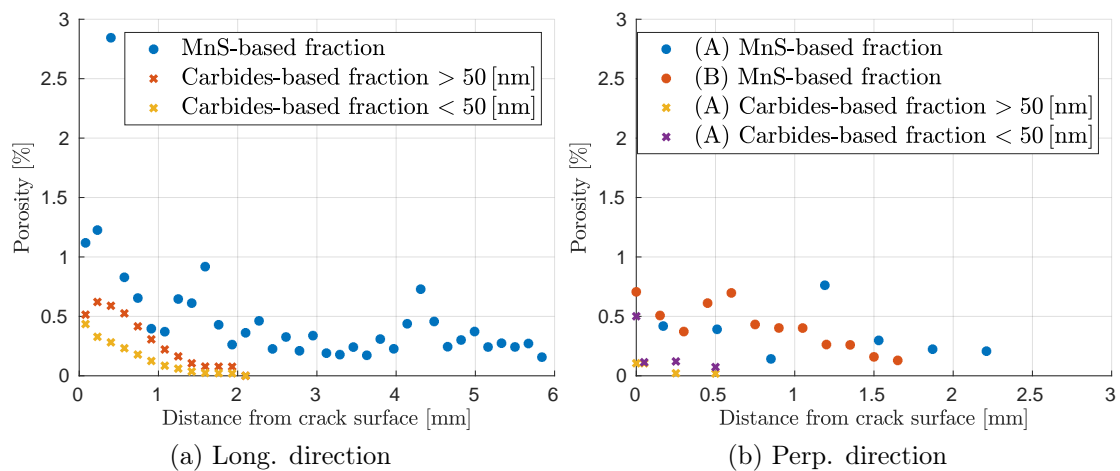 3
2.5
2
1.5
1
0.5
0
0
1
2
3
4
5
6
Porosity [%]
Distance from crack surface [mm]
MnS-based fraction
Carbides-based fraction > 50 [nm]
Carbides-based fraction < 50 [nm]
(a) Long. direction
3
2.5
2
1.5
1
0.5
0
0
0.5
1
1.5
2
2.5
3
Porosity [%]
Distance from crack surface [mm]
(A) MnS-based fraction
(B) MnS-based fraction
(A) Carbides-based fraction > 50 [nm]
(A) Carbides-based fraction < 50 [nm]
(b) Perp. direction